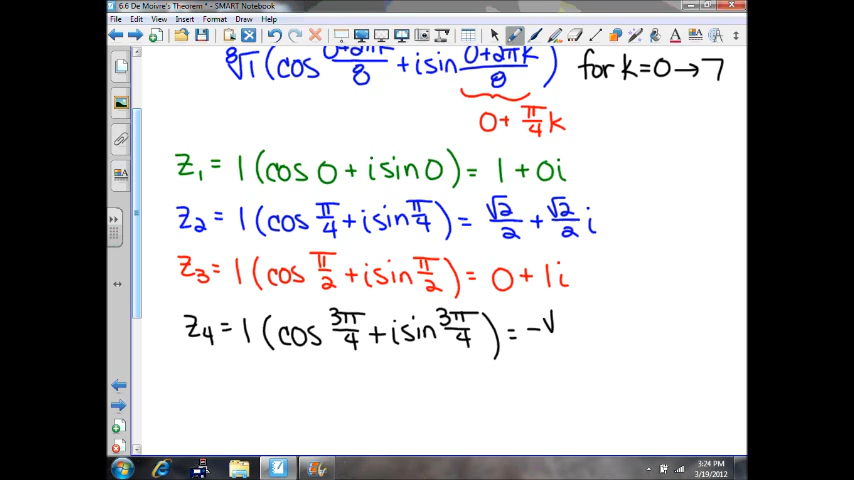 6.6 De Moivre's Theorem * - SMART Notebook
File Edit View Insert Format Draw Help
⁸√1 (cos (0+2πk)/8 + i sin (0+2πk)/8) for k=0→7
0+ π/4 k
z₁ = 1 (cos 0 + i sin 0) = 1 + 0i
z₂ = 1 (cos π/4 + i sin π/4) = √2/2 + √2/2 i
z₃ = 1 (cos π/2 + i sin π/2) = 0 + 1i
z₄ = 1 (cos 3π/4 + i sin 3π/4) = -√
3:24 PM
3/19/2012